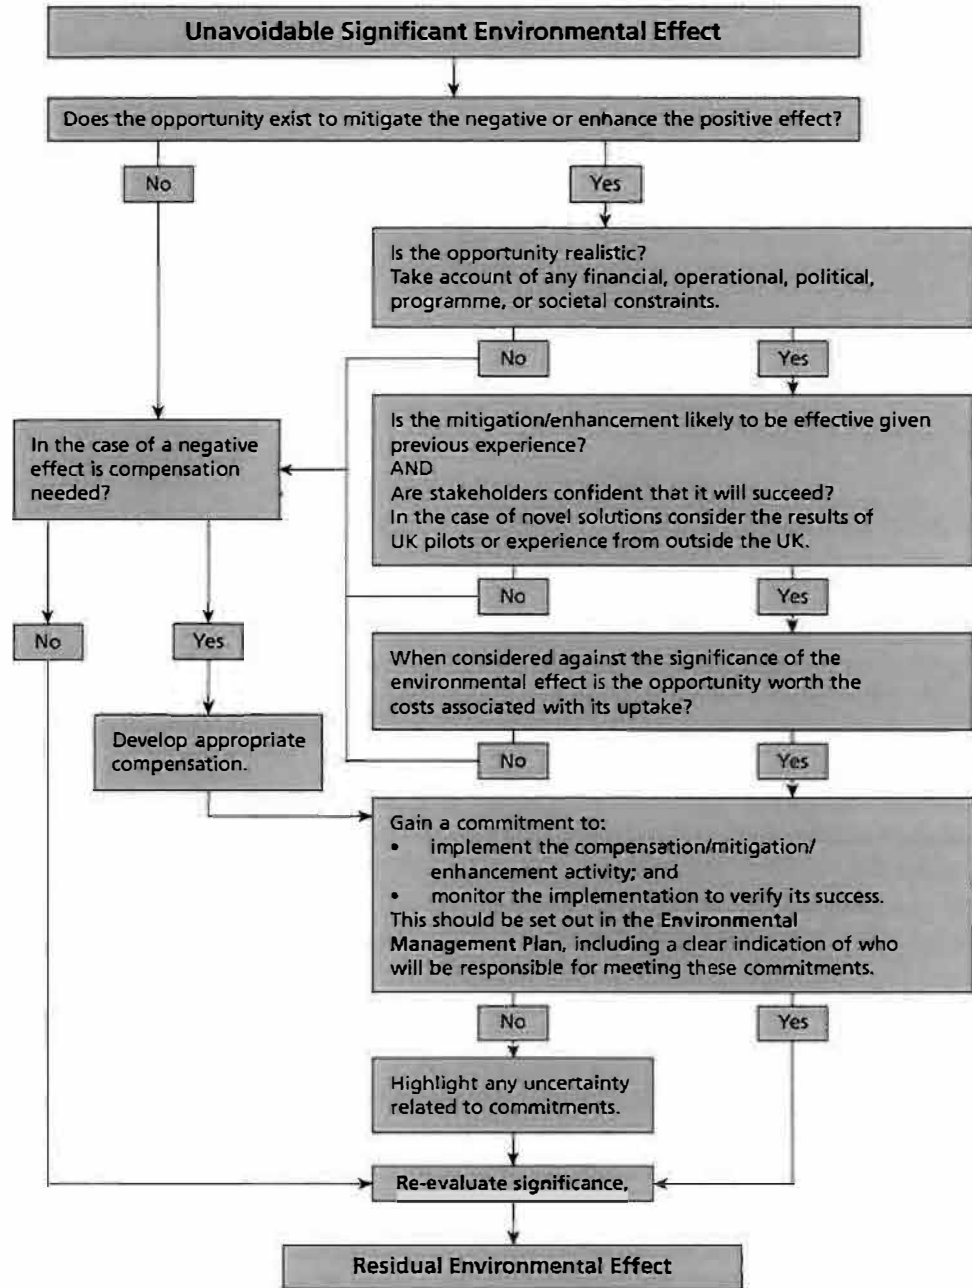 Unavoidable Significant Environmental Effect
Does the opportunity exist to mitigate the negative or enhance the positive effect?
No
Yes
Is the opportunity realistic?
Take account of any financial, operational, political,
programme, or societal constraints.
No
Yes
In the case of a negative
effect is compensation
needed?
Is the mitigation/enhancement likely to be effective given
previous experience?
AND
Are stakeholders confident that it will succeed?
In the case of novel solutions consider the results of
UK pilots or experience from outside the UK.
No
Yes
No
Yes
When considered against the significance of the
environmental effect is the opportunity worth the
costs associated with its uptake?
Develop appropriate
compensation.
No
Yes
Gain a commitment to:
• implement the compensation/mitigation/
enhancement activity; and
• monitor the implementation to verify its success.
This should be set out in the Environmental
Management Plan, including a clear indication of who
will be responsible for meeting these commitments.
No
Yes
Highlight any uncertainty
related to commitments.
Re-evaluate significance,
Residual Environmental Effect